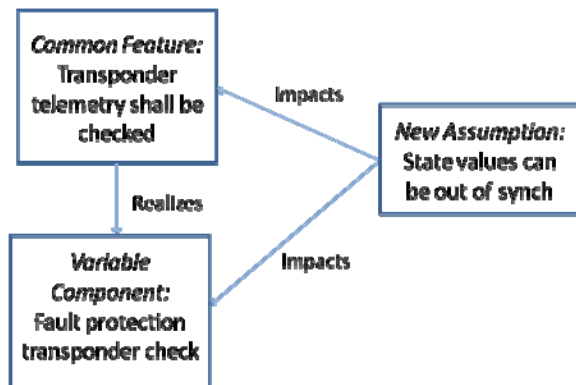 Common Feature:
Transponder
telemetry shall be
checked
Impacts
New Assumption:
State values can
be out of synch
Realizes
Variable
Component:
Fault protection
transponder check
Impacts